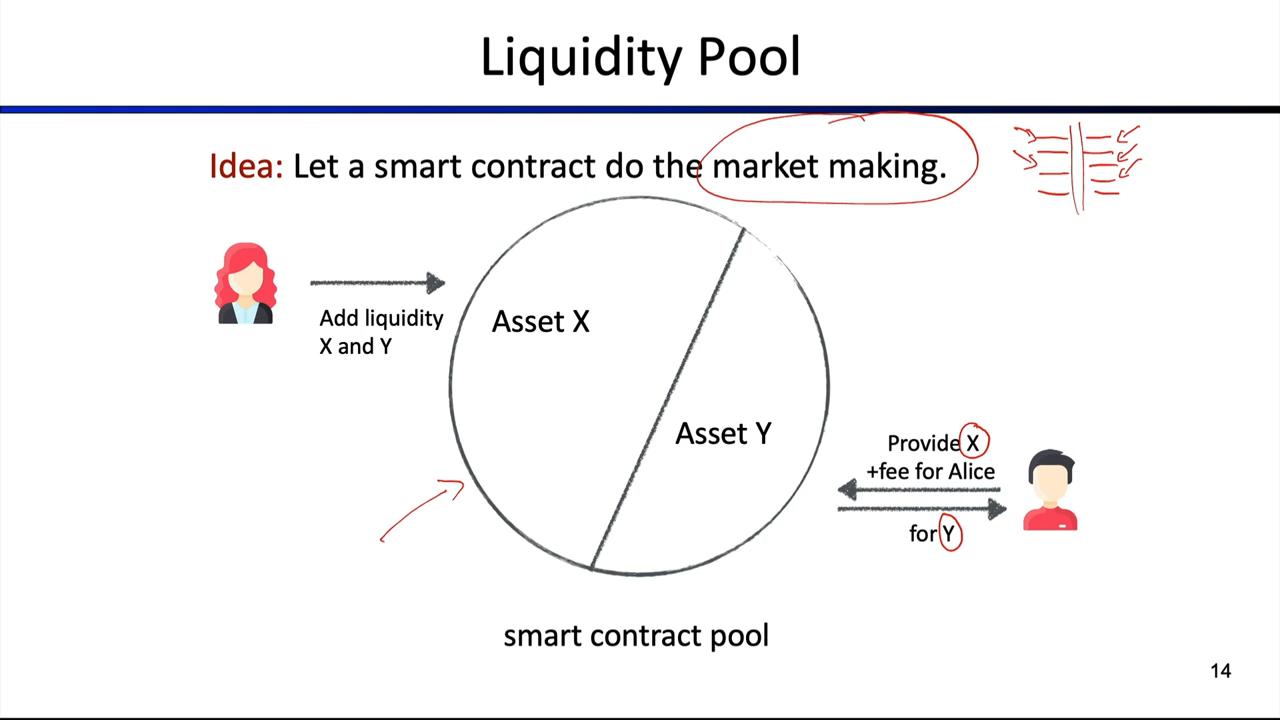 Liquidity Pool
Idea: Let a smart contract do the market making.
Add liquidity
X and Y
Asset X
Asset Y
Provide X
+fee for Alice
for Y
smart contract pool
14